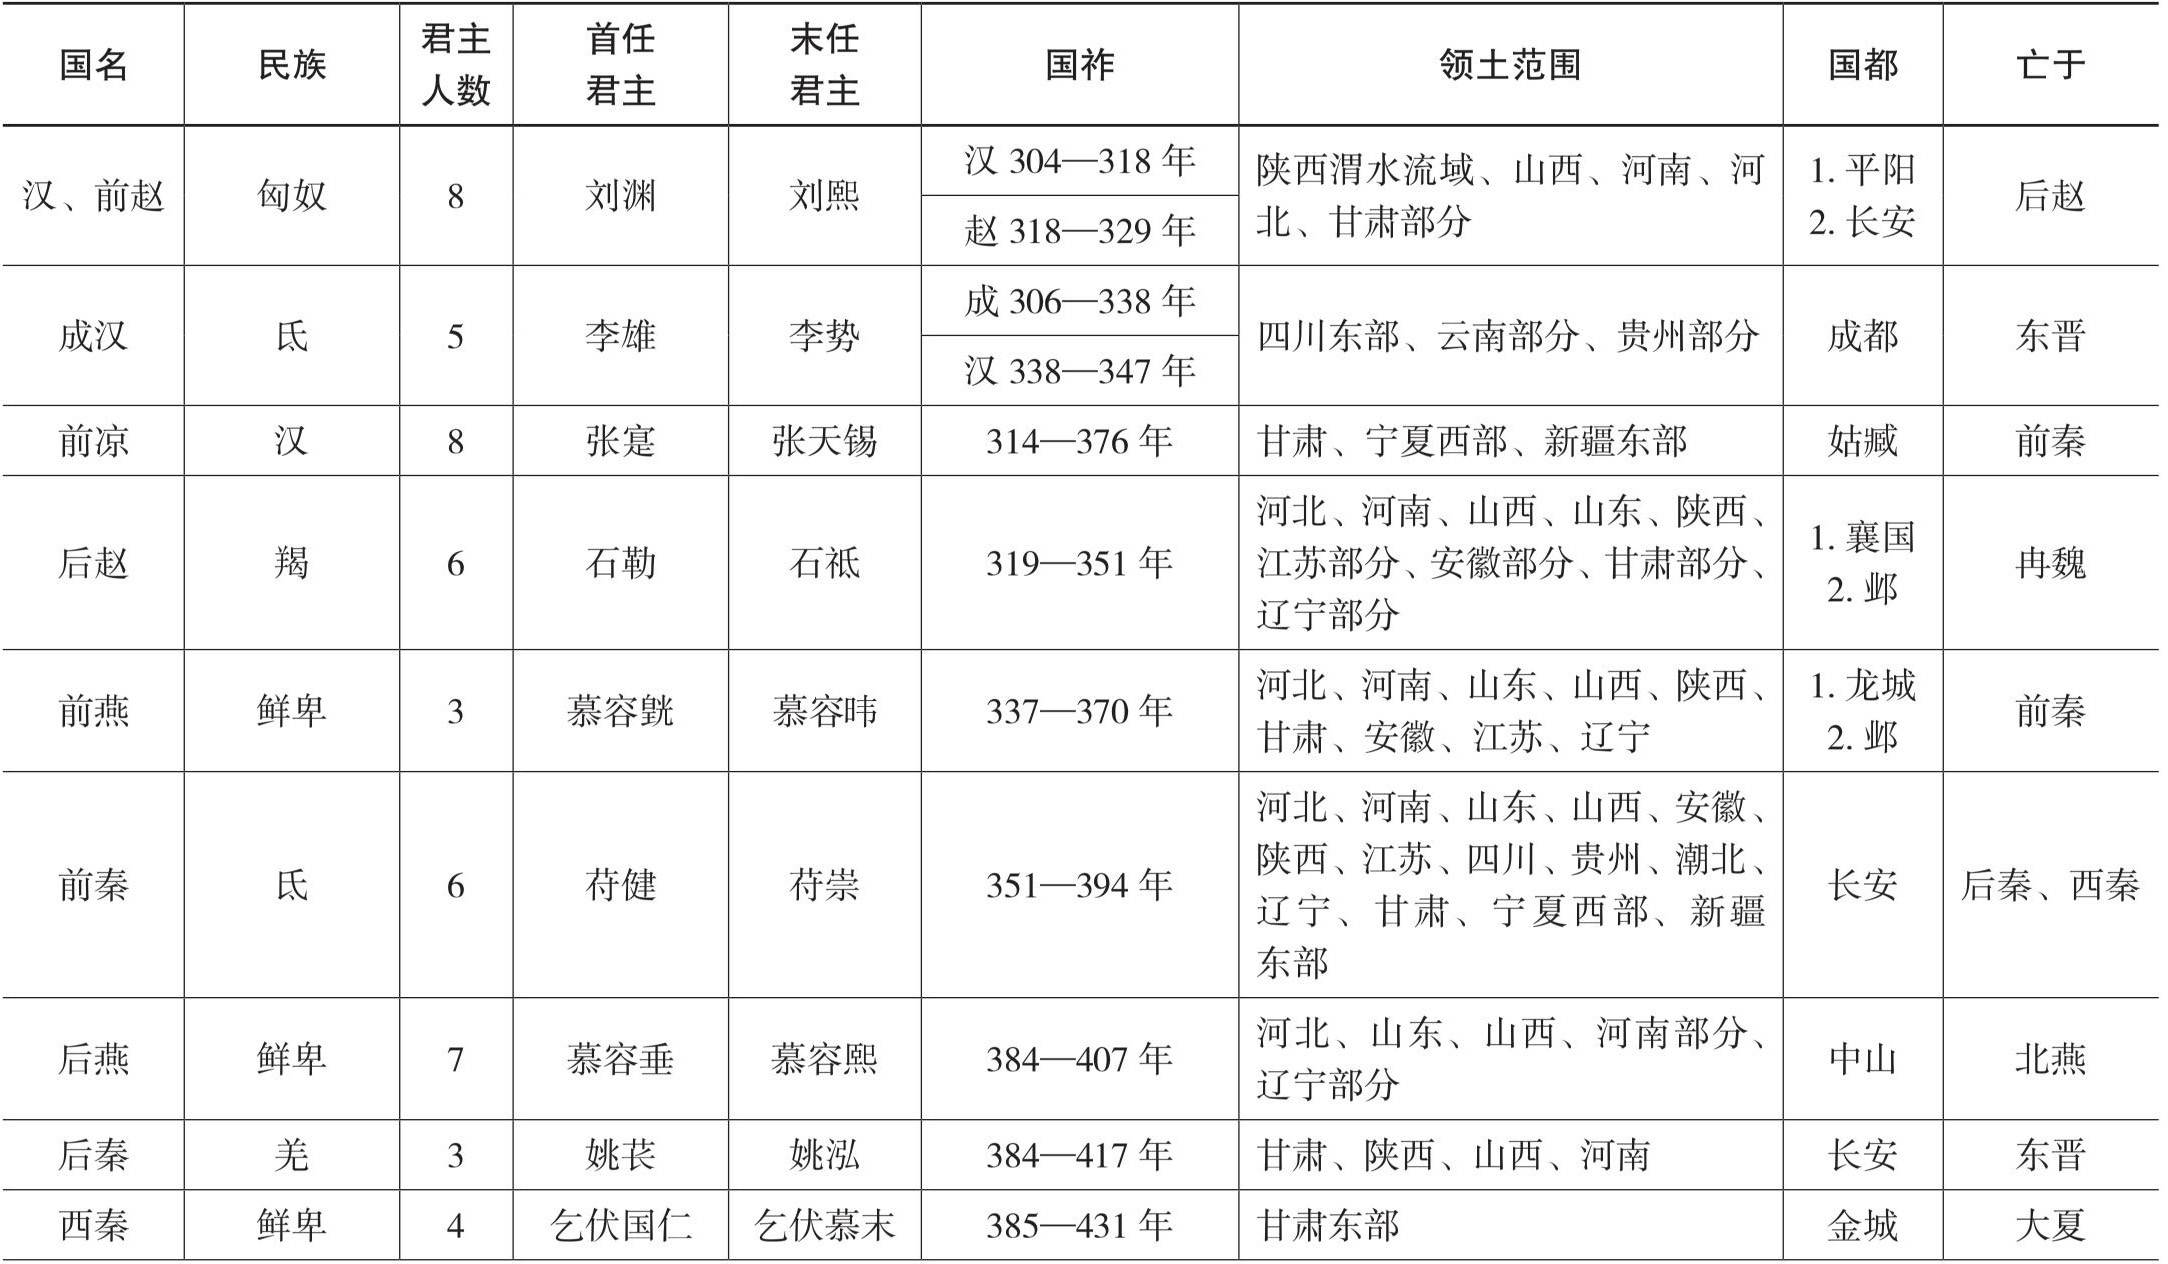 国名
民族
君主
人数
首任
君主
末任
君主
国祚
领土范围
国都
亡于
汉、前赵
匈奴
8
刘渊
刘熙
汉 304—318 年
赵 318—329 年
陕西渭水流域、山西、河南、河
北、甘肃部分
1. 平阳
2. 长安
后赵
成汉
氐
5
李雄
李势
成 306—338 年
汉 338—347 年
四川东部、云南部分、贵州部分
成都
东晋
前凉
汉
8
张寔
张天锡
314—376 年
甘肃、宁夏西部、新疆东部
姑臧
前秦
后赵
羯
6
石勒
石祗
319—351 年
河北、河南、山西、山东、陕西、
江苏部分、安徽部分、甘肃部分、
辽宁部分
1. 襄国
2. 邺
冉魏
前燕
鲜卑
3
慕容皝
慕容𬀩
337—370 年
河北、河南、山东、山西、陕西、
甘肃、安徽、江苏、辽宁
1. 龙城
2. 邺
前秦
前秦
氐
6
苻健
苻崇
351—394 年
河北、河南、山东、山西、安徽、
陕西、江苏、四川、贵州、潮北、
辽宁、甘肃、宁夏西部、新疆
东部
长安
后秦、西秦
后燕
鲜卑
7
慕容垂
慕容熙
384—407 年
河北、山东、山西、河南部分、
辽宁部分
中山
北燕
后秦
羌
3
姚苌
姚泓
384—417 年
甘肃、陕西、山西、河南
长安
东晋
西秦
鲜卑
4
乞伏国仁
乞伏慕末
385—431 年
甘肃东部
金城
大夏